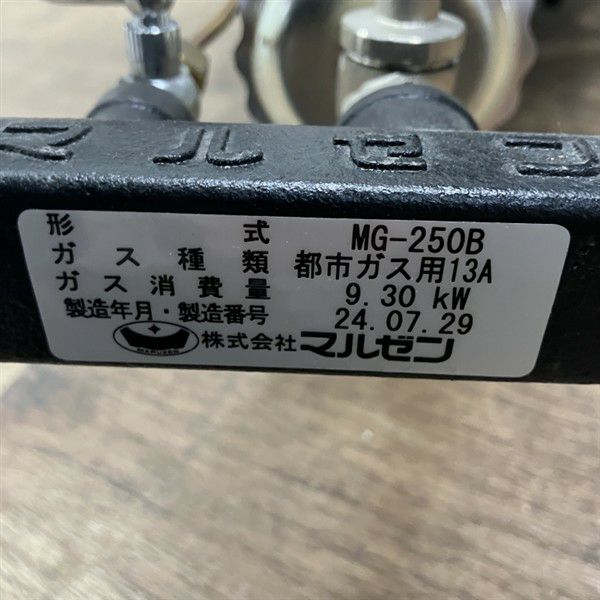 マルゼン
形式 MG-250B
ガス種類 都市ガス用13A
ガス消費量 9.30 kW
製造年月・製造番号 24.07.29
MARUZEN 株式会社 マルゼン